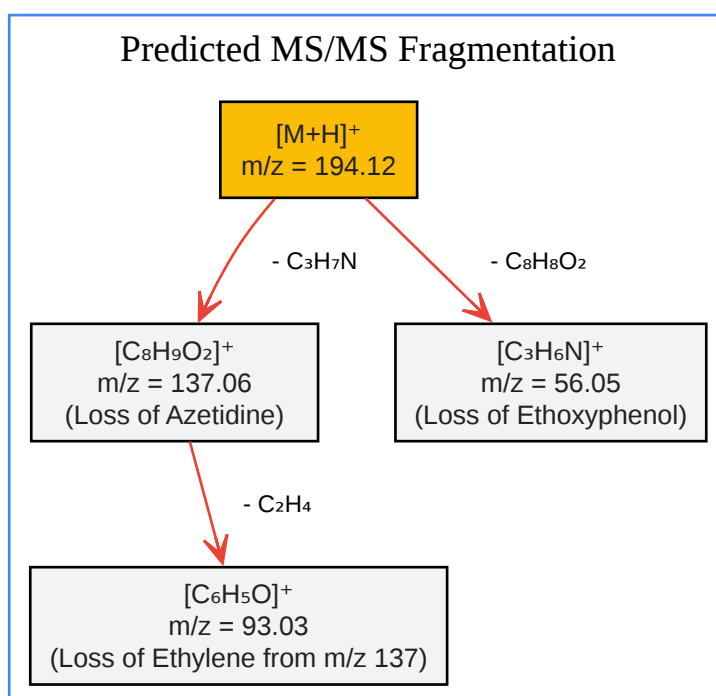 Predicted MS/MS Fragmentation
[M+H]⁺
m/z = 194.12
- C₃H₇N
- C₈H₈O₂
[C₈H₉O₂]⁺
m/z = 137.06
(Loss of Azetidine)
[C₃H₆N]⁺
m/z = 56.05
(Loss of Ethoxyphenol)
- C₂H₄
[C₆H₅O]⁺
m/z = 93.03
(Loss of Ethylene from m/z 137)